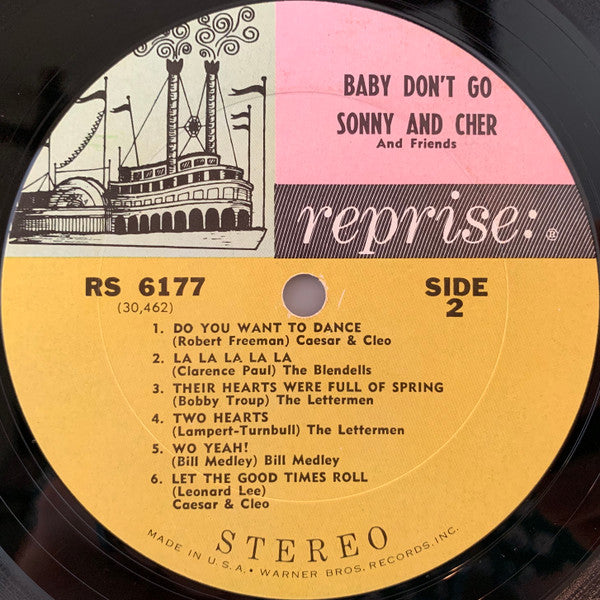 BABY DON'T GO
SONNY AND CHER
And Friends
reprise: R
RS 6177
(30,462)
SIDE
2
1. DO YOU WANT TO DANCE
(Robert Freeman) Caesar & Cleo
2. LA LA LA LA LA
(Clarence Paul) The Blendells
3. THEIR HEARTS WERE FULL OF SPRING
(Bobby Troup) The Lettermen
4. TWO HEARTS
(Lampert-Turnbull) The Lettermen
5. WO YEAH!
(Bill Medley) Bill Medley
6. LET THE GOOD TIMES ROLL
(Leonard Lee)
Caesar & Cleo
STEREO
MADE IN U.S.A. • WARNER BROS. RECORDS, INC.